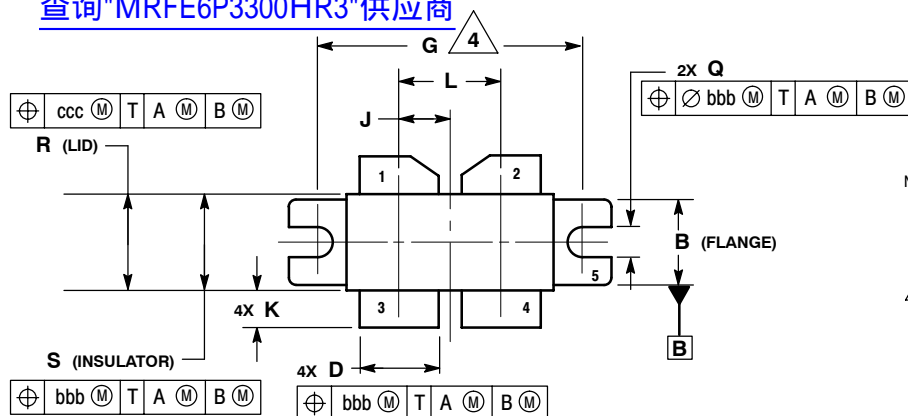 查询"MRFE6P3300HR3"供应商
G 4
L
2X Q
⌖ ⌀ bbb Ⓜ T A Ⓜ B Ⓜ
⌖ ccc Ⓜ T A Ⓜ B Ⓜ
J
R (LID)
1
2
B (FLANGE)
5
4X K
3
4
B
S (INSULATOR)
4X D
⌖ bbb Ⓜ T A Ⓜ B Ⓜ
⌖ bbb Ⓜ T A Ⓜ B Ⓜ